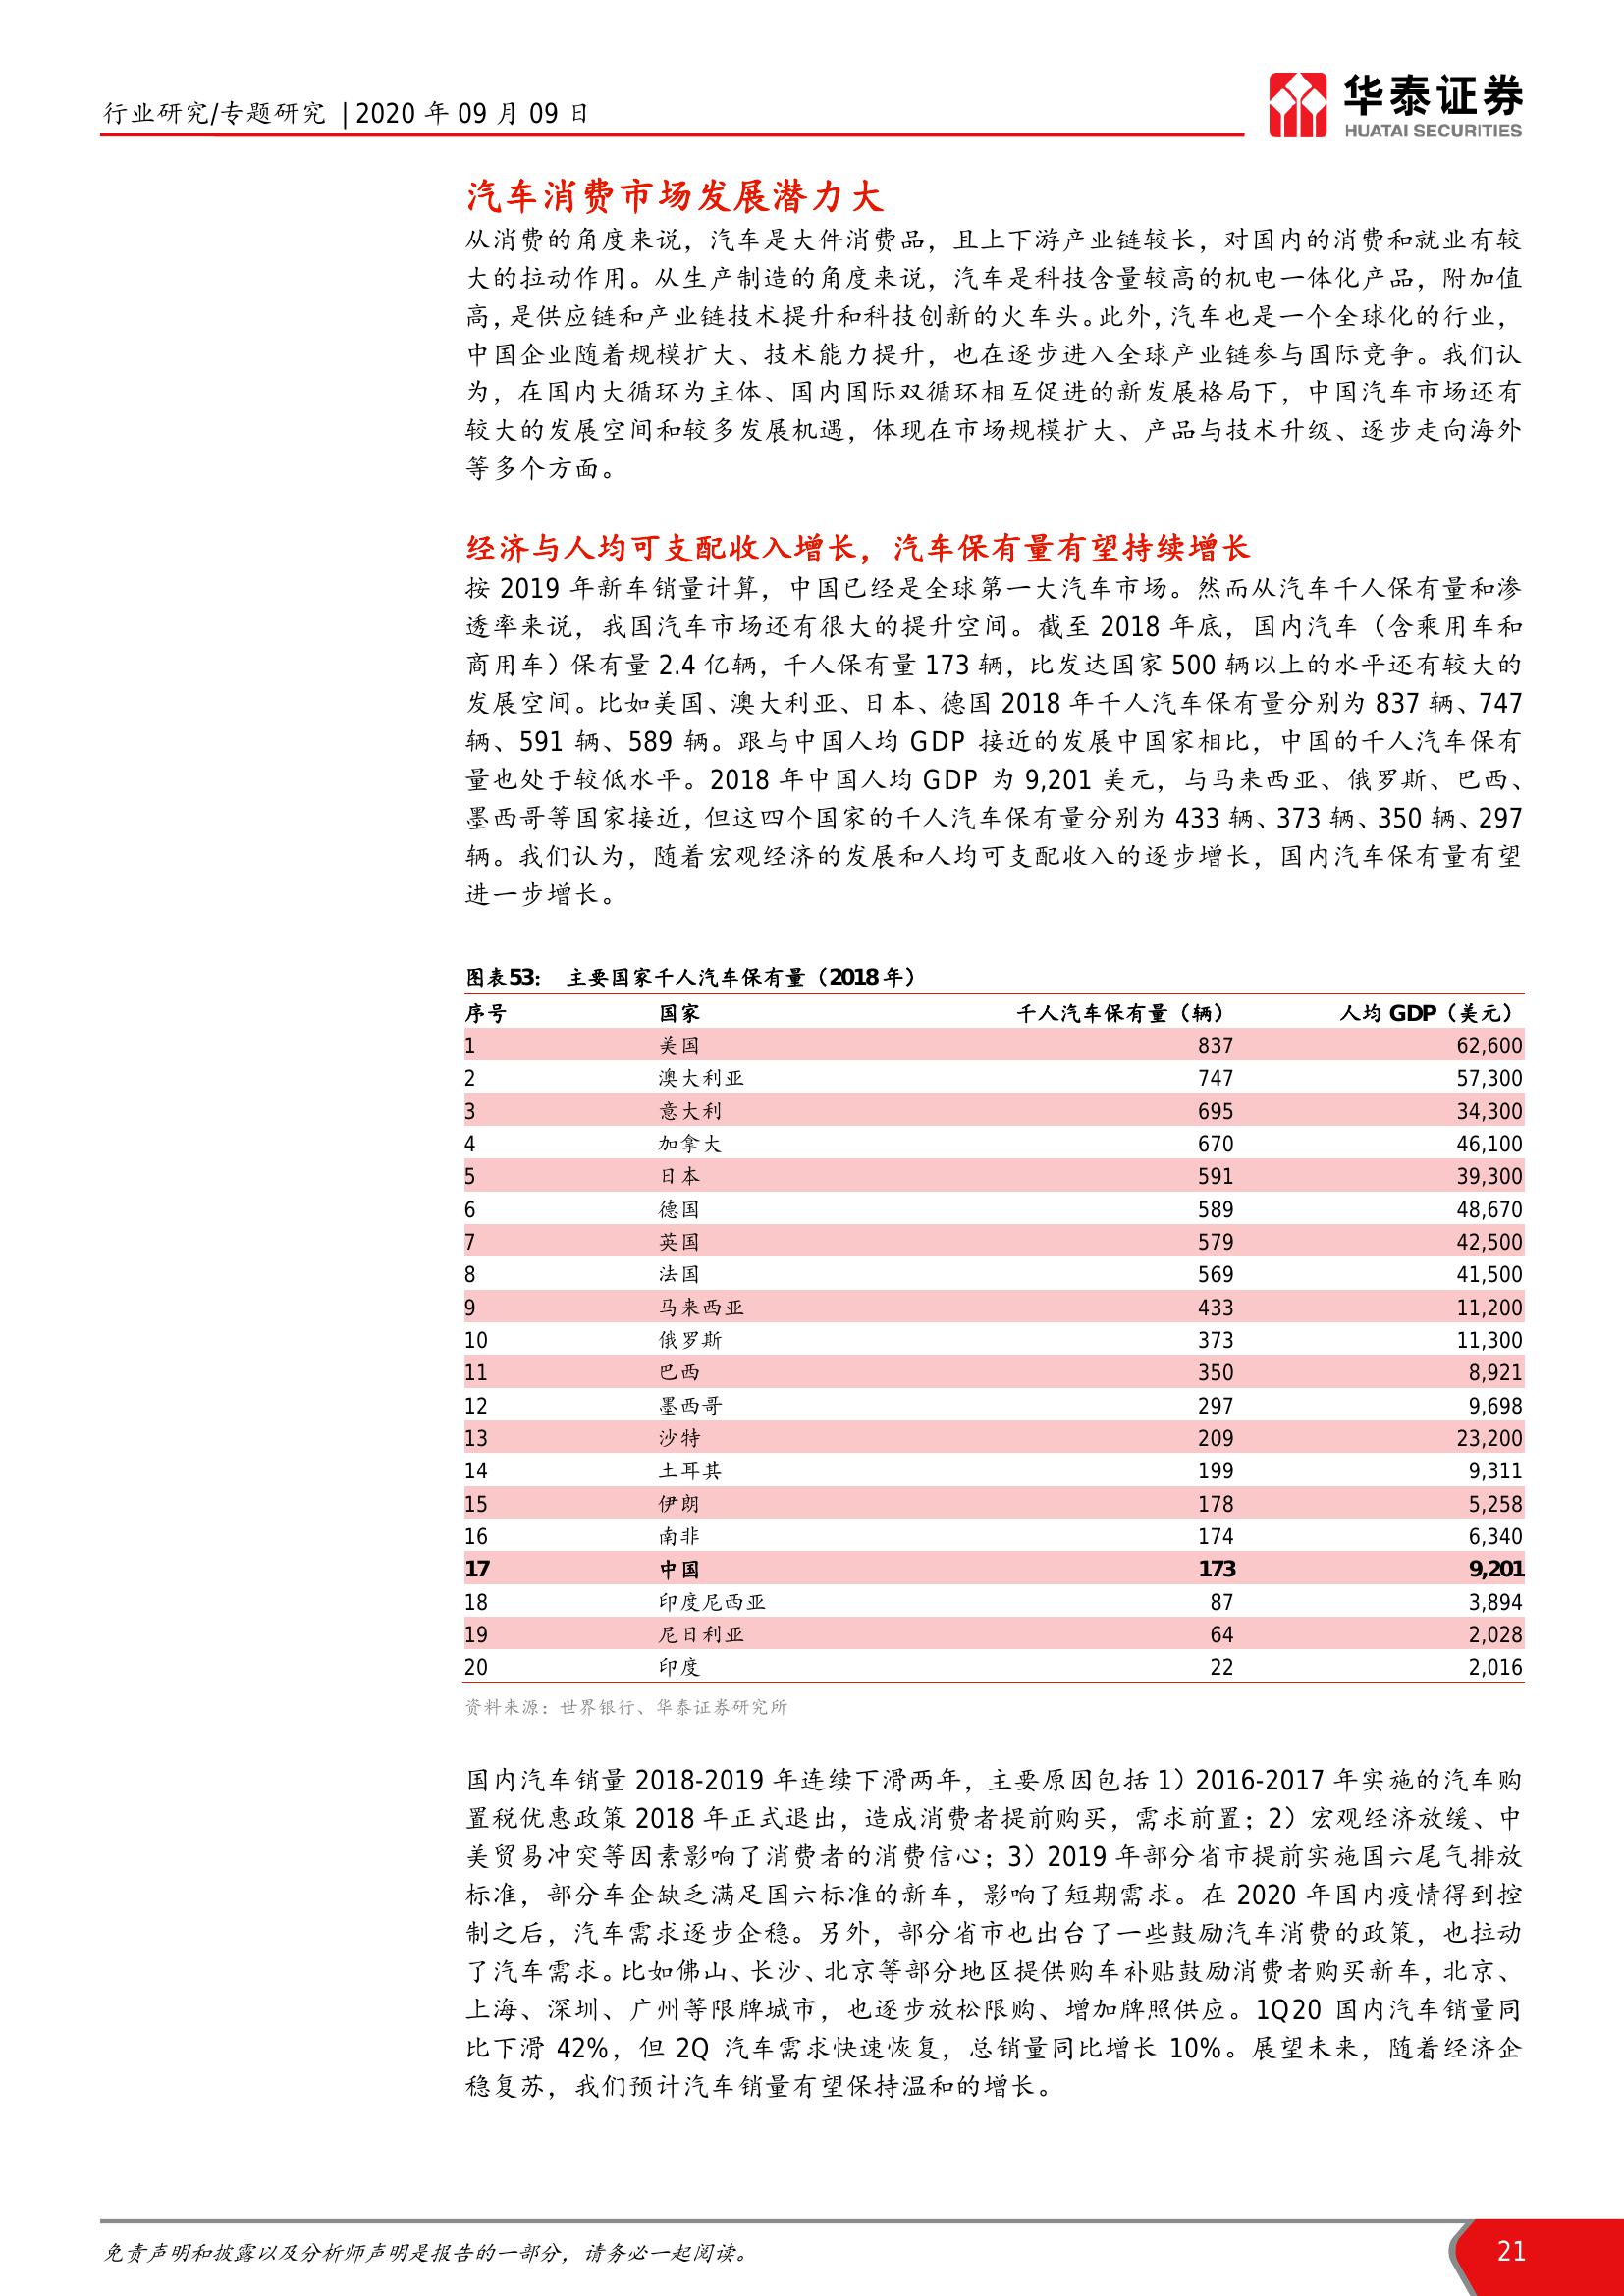 行业研究/专题研究 | 2020 年 09 月 09 日
华泰证券
HUATAI SECURITIES
汽车消费市场发展潜力大
从消费的角度来说，汽车是大件消费品，且上下游产业链较长，对国内的消费和就业有较
大的拉动作用。从生产制造的角度来说，汽车是科技含量较高的机电一体化产品，附加值
高，是供应链和产业链技术提升和科技创新的火车头。此外，汽车也是一个全球化的行业，
中国企业随着规模扩大、技术能力提升，也在逐步进入全球产业链参与国际竞争。我们认
为，在国内大循环为主体、国内国际双循环相互促进的新发展格局下，中国汽车市场还有
较大的发展空间和较多发展机遇，体现在市场规模扩大、产品与技术升级、逐步走向海外
等多个方面。
经济与人均可支配收入增长，汽车保有量有望持续增长
按 2019 年新车销量计算，中国已经是全球第一大汽车市场。然而从汽车千人保有量和渗
透率来说，我国汽车市场还有很大的提升空间。截至 2018 年底，国内汽车（含乘用车和
商用车）保有量 2.4 亿辆，千人保有量 173 辆，比发达国家 500 辆以上的水平还有较大的
发展空间。比如美国、澳大利亚、日本、德国 2018 年千人汽车保有量分别为 837 辆、747
辆、591 辆、589 辆。跟与中国人均 GDP 接近的发展中国家相比，中国的千人汽车保有
量也处于较低水平。2018 年中国人均 GDP 为 9,201 美元，与马来西亚、俄罗斯、巴西、
墨西哥等国家接近，但这四个国家的千人汽车保有量分别为 433 辆、373 辆、350 辆、297
辆。我们认为，随着宏观经济的发展和人均可支配收入的逐步增长，国内汽车保有量有望
进一步增长。
图表53： 主要国家千人汽车保有量（2018 年）
序号 国家 千人汽车保有量（辆） 人均 GDP（美元）
1 美国 837 62,600
2 澳大利亚 747 57,300
3 意大利 695 34,300
4 加拿大 670 46,100
5 日本 591 39,300
6 德国 589 48,670
7 英国 579 42,500
8 法国 569 41,500
9 马来西亚 433 11,200
10 俄罗斯 373 11,300
11 巴西 350 8,921
12 墨西哥 297 9,698
13 沙特 209 23,200
14 土耳其 199 9,311
15 伊朗 178 5,258
16 南非 174 6,340
17 中国 173 9,201
18 印度尼西亚 87 3,894
19 尼日利亚 64 2,028
20 印度 22 2,016
资料来源：世界银行、华泰证券研究所
国内汽车销量 2018-2019 年连续下滑两年，主要原因包括 1）2016-2017 年实施的汽车购
置税优惠政策 2018 年正式退出，造成消费者提前购买，需求前置；2）宏观经济放缓、中
美贸易冲突等因素影响了消费者的消费信心；3）2019 年部分省市提前实施国六尾气排放
标准，部分车企缺乏满足国六标准的新车，影响了短期需求。在 2020 年国内疫情得到控
制之后，汽车需求逐步企稳。另外，部分省市也出台了一些鼓励汽车消费的政策，也拉动
了汽车需求。比如佛山、长沙、北京等部分地区提供购车补贴鼓励消费者购买新车，北京、
上海、深圳、广州等限牌城市，也逐步放松限购、增加牌照供应。1Q20 国内汽车销量同
比下滑 42%，但 2Q 汽车需求快速恢复，总销量同比增长 10%。展望未来，随着经济企
稳复苏，我们预计汽车销量有望保持温和的增长。
免责声明和披露以及分析师声明是报告的一部分，请务必一起阅读。
21